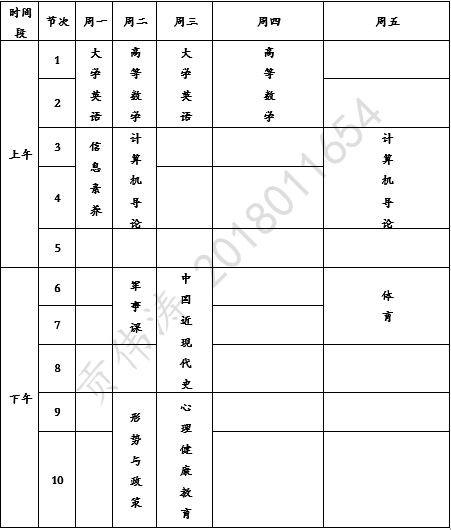 时间段 节次 周一 周二 周三 周四 周五
上午
1
2
大学英语
高等数学
大学英语
高等数学
3
4
信息素养
计算机导论
计算机导论
5
下午
6
7
8
军事课
中国近现代史
体育
9
10
形势与政策
心理健康教育
贡伟涛 2018011654